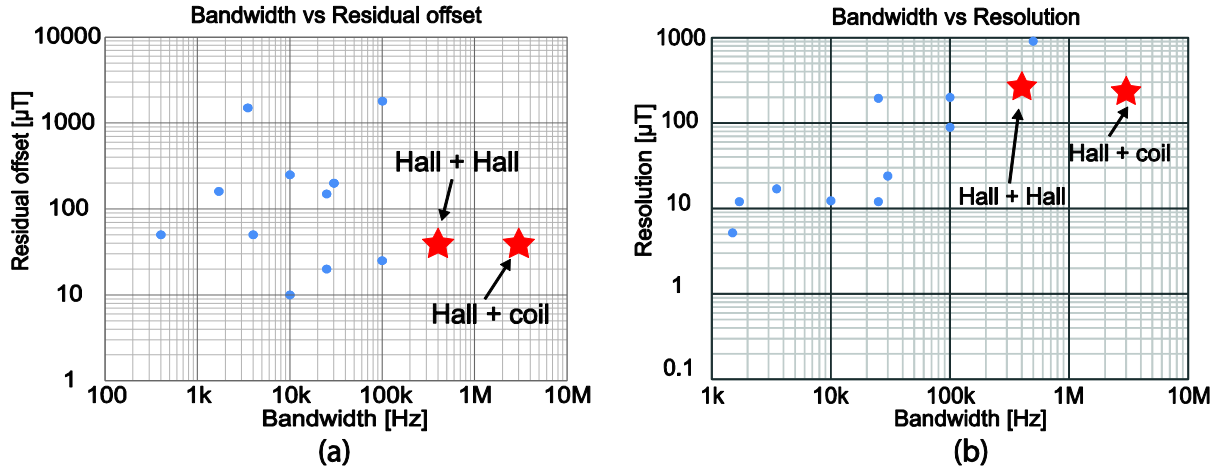 Bandwidth vs Residual offset
10000
1000
100
10
1
Residual offset [µT]
Hall + Hall
Hall + coil
100 1k 10k 100k 1M 10M
Bandwidth [Hz]
(a)
Bandwidth vs Resolution
1000
100
10
1
0.1
Resolution [µT]
Hall + coil
Hall + Hall
1k 10k 100k 1M 10M
Bandwidth [Hz]
(b)